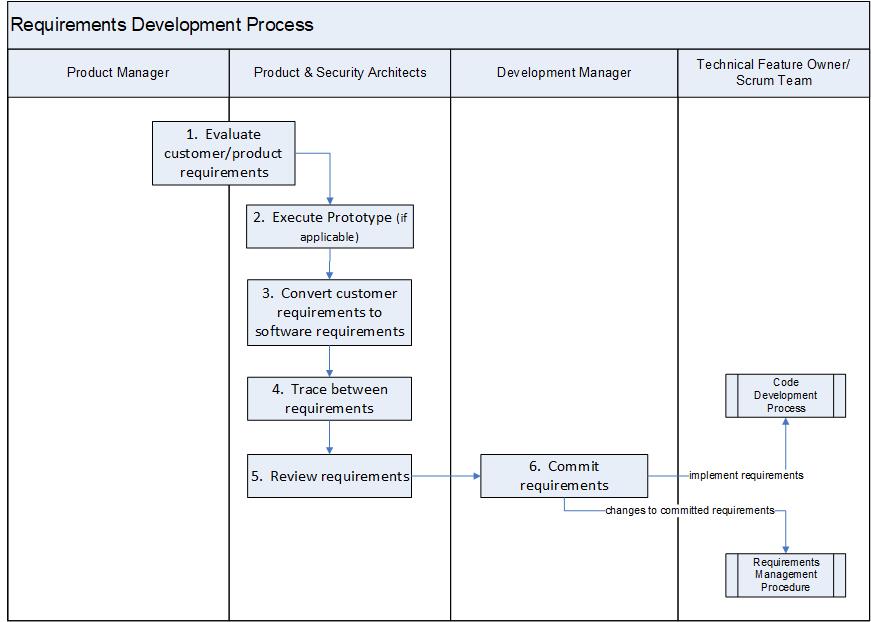 Requirements Development Process
Product Manager
Product & Security Architects
Development Manager
Technical Feature Owner/
Scrum Team
1. Evaluate
customer/product
requirements
2. Execute Prototype (if
applicable)
3. Convert customer
requirements to
software requirements
4. Trace between
requirements
5. Review requirements
6. Commit
requirements
Code
Development
Process
implement requirements
changes to committed requirements
Requirements
Management
Procedure